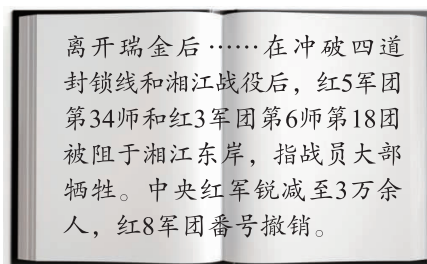 离开瑞金后……在冲破四道
封锁线和湘江战役后，红5军团
第34师和红3军团第6师第18团
被阻于湘江东岸，指战员大部
牺牲。中央红军锐减至3万余
人，红8军团番号撤销。